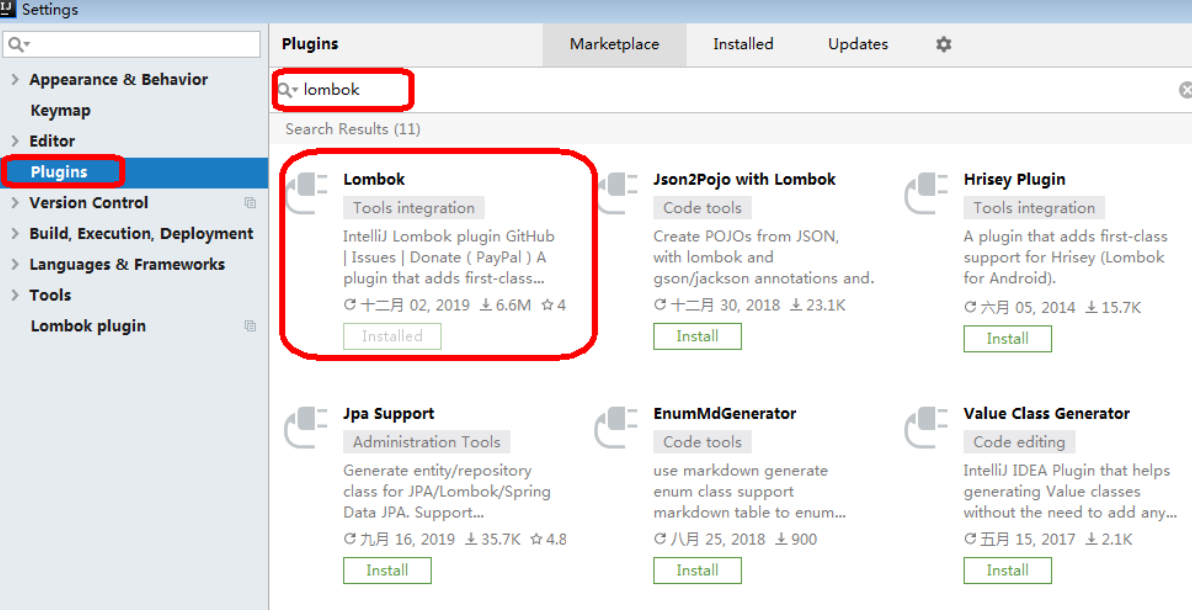 Settings
Plugins
Marketplace
Installed
Updates
Appearance & Behavior
Keymap
Editor
Plugins
Version Control
Build, Execution, Deployment
Languages & Frameworks
Tools
Lombok plugin
lombok
Search Results (11)
Lombok
Tools integration
IntelliJ Lombok plugin GitHub
| Issues | Donate ( PayPal ) A
plugin that adds first-class...
十二月 02, 2019 6.6M 4
Installed
Json2Pojo with Lombok
Code tools
Create POJOs from JSON,
with lombok and
gson/jackson annotations and.
十二月 30, 2018 23.1K
Install
Hrisey Plugin
Tools integration
A plugin that adds first-class
support for Hrisey (Lombok
for Android).
六月 05, 2014 15.7K
Install
Jpa Support
Administration Tools
Generate entity/repository
class for JPA/Lombok/Spring
Data JPA. Support...
九月 16, 2019 35.7K 4.8
Install
EnumMdGenerator
Code tools
use markdown generate
enum class support
markdown table to enum...
八月 25, 2018 900
Install
Value Class Generator
Code editing
IntelliJ IDEA Plugin that helps
generating Value classes
without the need to add any...
五月 15, 2017 2.1K
Install